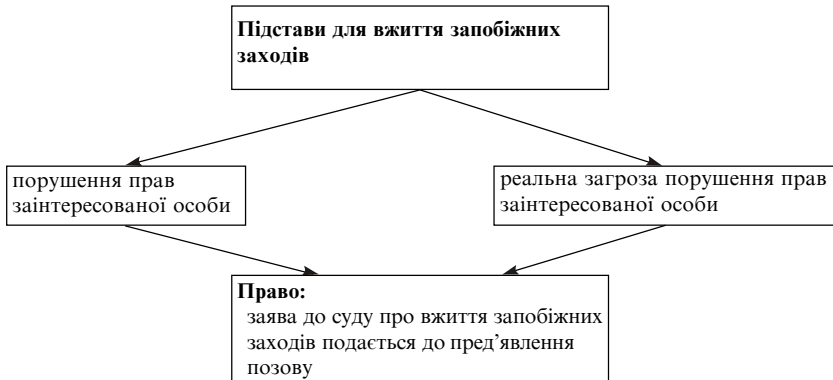 Підстави для вжиття запобіжних
заходів
порушення прав
заінтересованої особи
реальна загроза порушення прав
заінтересованої особи
Право:
заява до суду про вжиття запобіжних
заходів подається до пред’явлення
позову